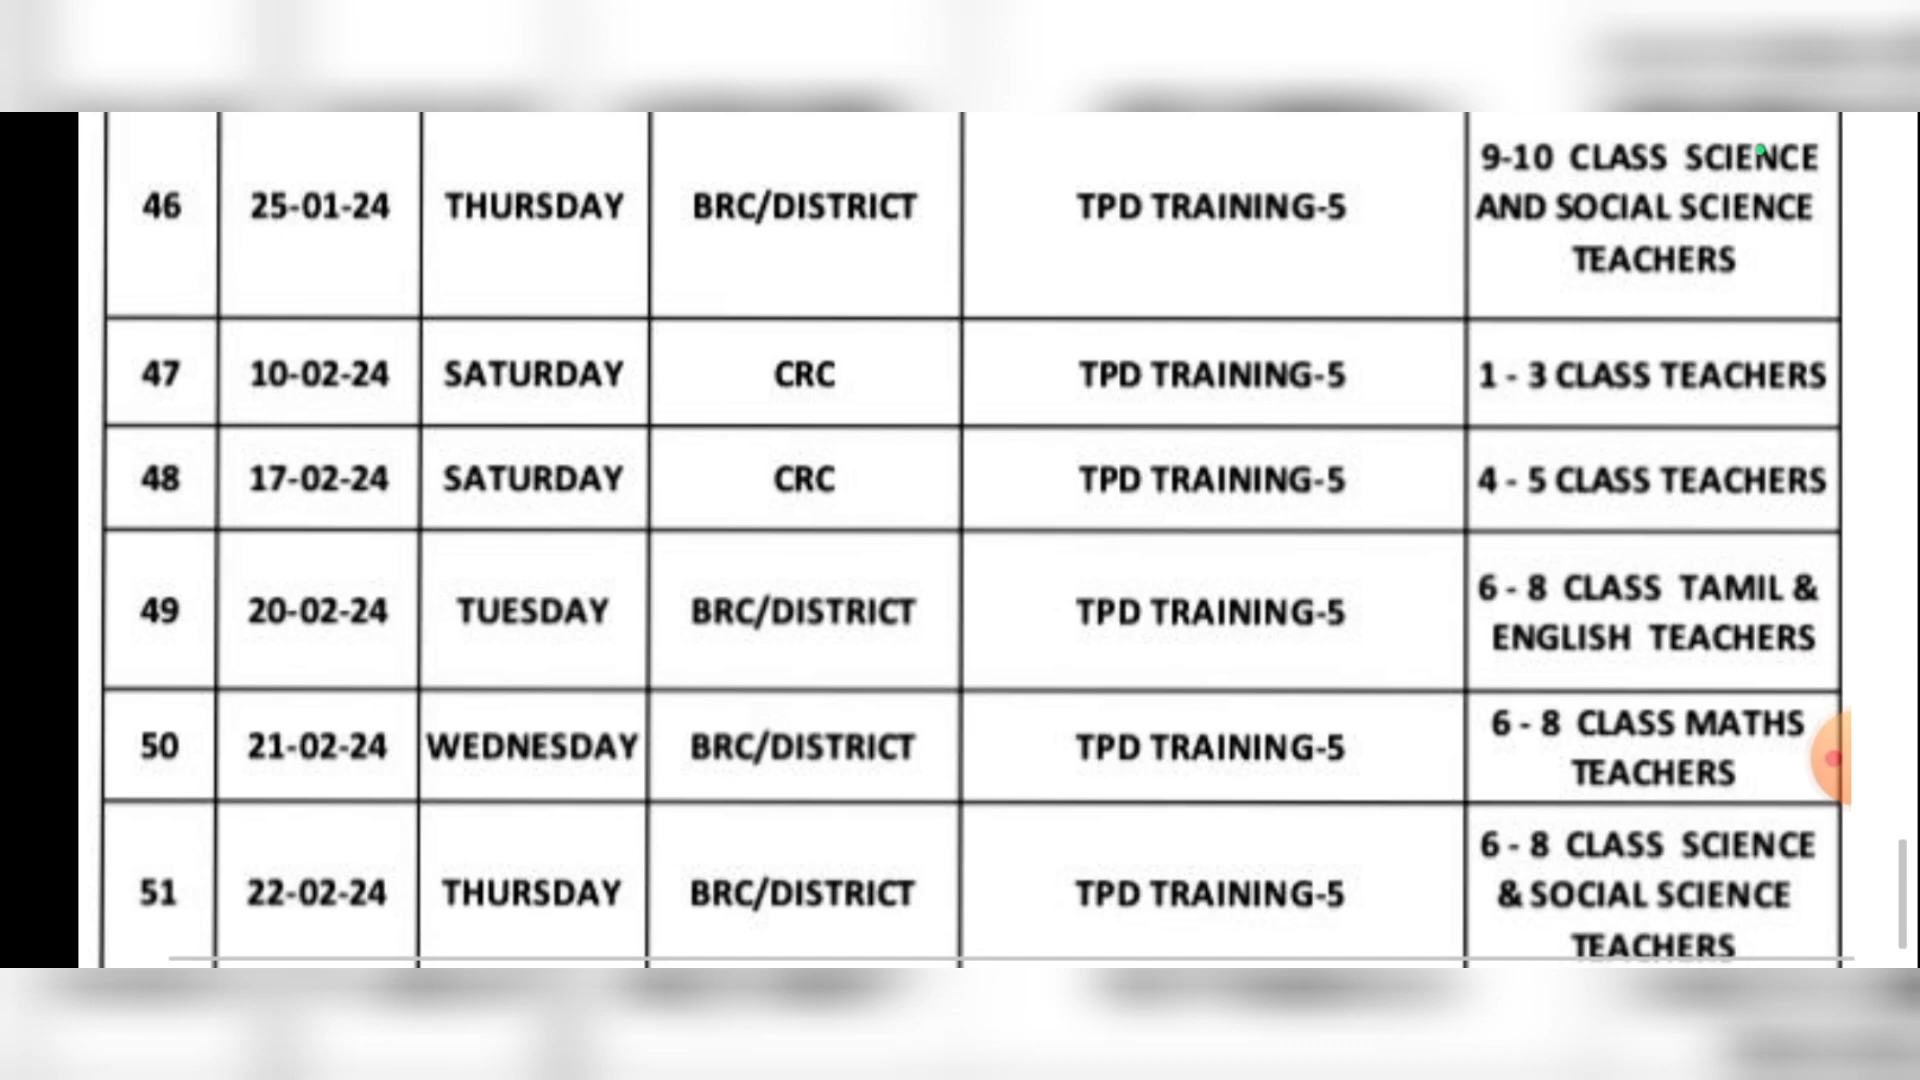 9-10 CLASS SCIENCE
46 25-01-24 THURSDAY BRC/DISTRICT TPD TRAINING-5 AND SOCIAL SCIENCE
TEACHERS
47 10-02-24 SATURDAY CRC TPD TRAINING-5 1 - 3 CLASS TEACHERS
48 17-02-24 SATURDAY CRC TPD TRAINING-5 4 - 5 CLASS TEACHERS
49 20-02-24 TUESDAY BRC/DISTRICT TPD TRAINING-5 6 - 8 CLASS TAMIL &
ENGLISH TEACHERS
50 21-02-24 WEDNESDAY BRC/DISTRICT TPD TRAINING-5 6 - 8 CLASS MATHS
TEACHERS
6 - 8 CLASS SCIENCE
51 22-02-24 THURSDAY BRC/DISTRICT TPD TRAINING-5 & SOCIAL SCIENCE
TEACHERS